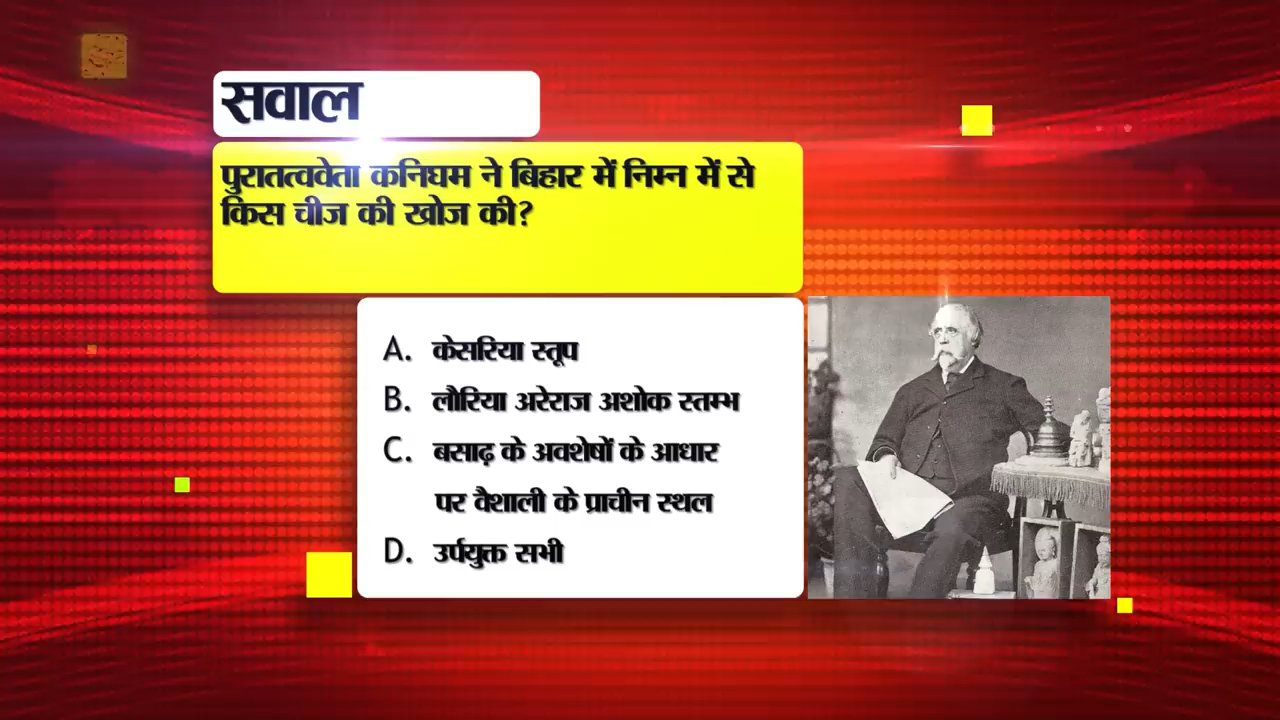 सवाल
पुरातत्ववेता कनिघम ने बिहार में निम्न में से
किस चीज की खोज की?
A. केसरिया स्तूप
B. लौरिया अरेराज अशोक स्तम्भ
C. बसाढ़ के अवशेषों के आधार
पर वैशाली के प्राचीन स्थल
D. उर्पयुक्त सभी